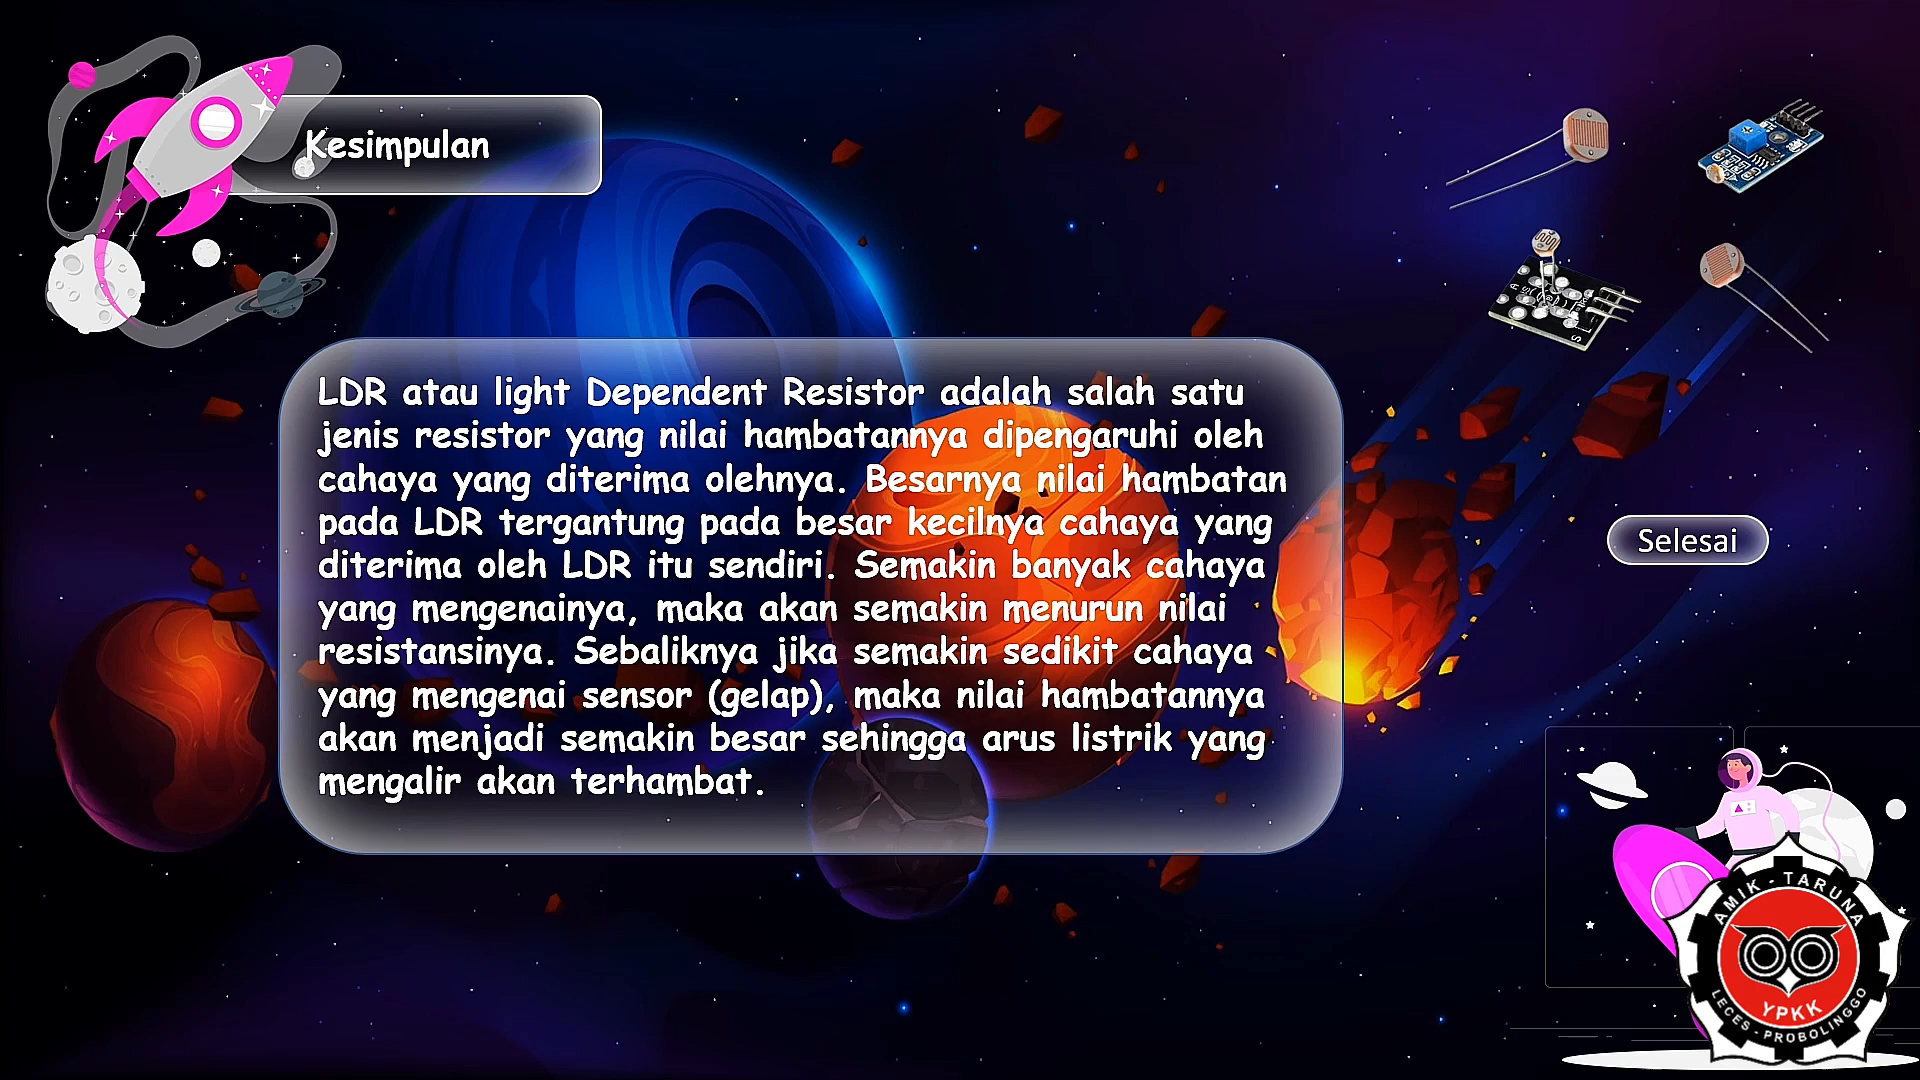 Kesimpulan
LDR atau light Dependent Resistor adalah salah satu
jenis resistor yang nilai hambatannya dipengaruhi oleh
cahaya yang diterima olehnya. Besarnya nilai hambatan
pada LDR tergantung pada besar kecilnya cahaya yang
diterima oleh LDR itu sendiri. Semakin banyak cahaya
yang mengenainya, maka akan semakin menurun nilai
resistansinya. Sebaliknya jika semakin sedikit cahaya
yang mengenai sensor (gelap), maka nilai hambatannya
akan menjadi semakin besar sehingga arus listrik yang
mengalir akan terhambat.
Selesai
AMIK - TARUNA
YPKK
LECES - PROBOLINGGO